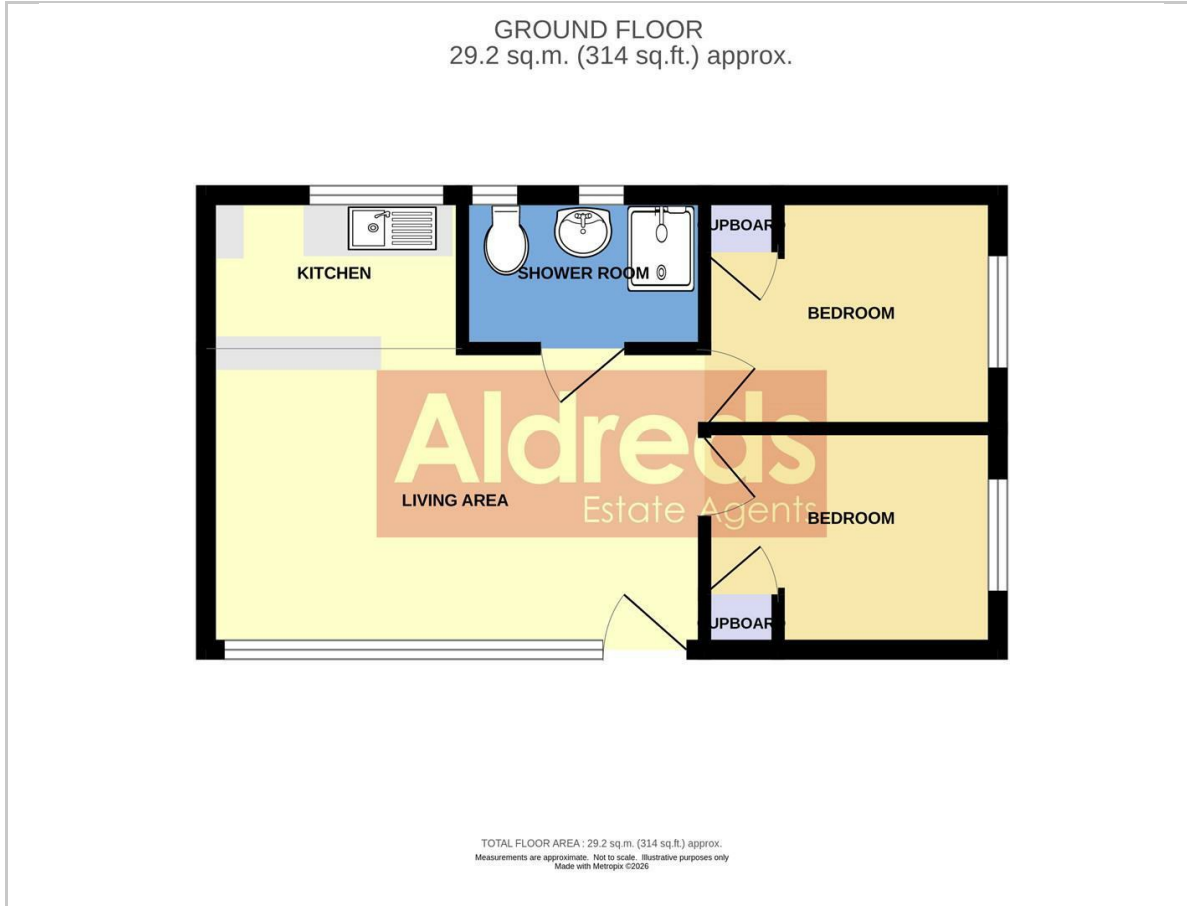 GROUND FLOOR
29.2 sq.m. (314 sq.ft.) approx.
UPBOARD
KITCHEN
SHOWER ROOM
BEDROOM
Aldreds
Estate Agents
LIVING AREA
BEDROOM
UPBOARD
TOTAL FLOOR AREA : 29.2 sq.m. (314 sq.ft.) approx.
Measurements are approximate. Not to scale. Illustrative purposes only
Made with Metropix ©2026